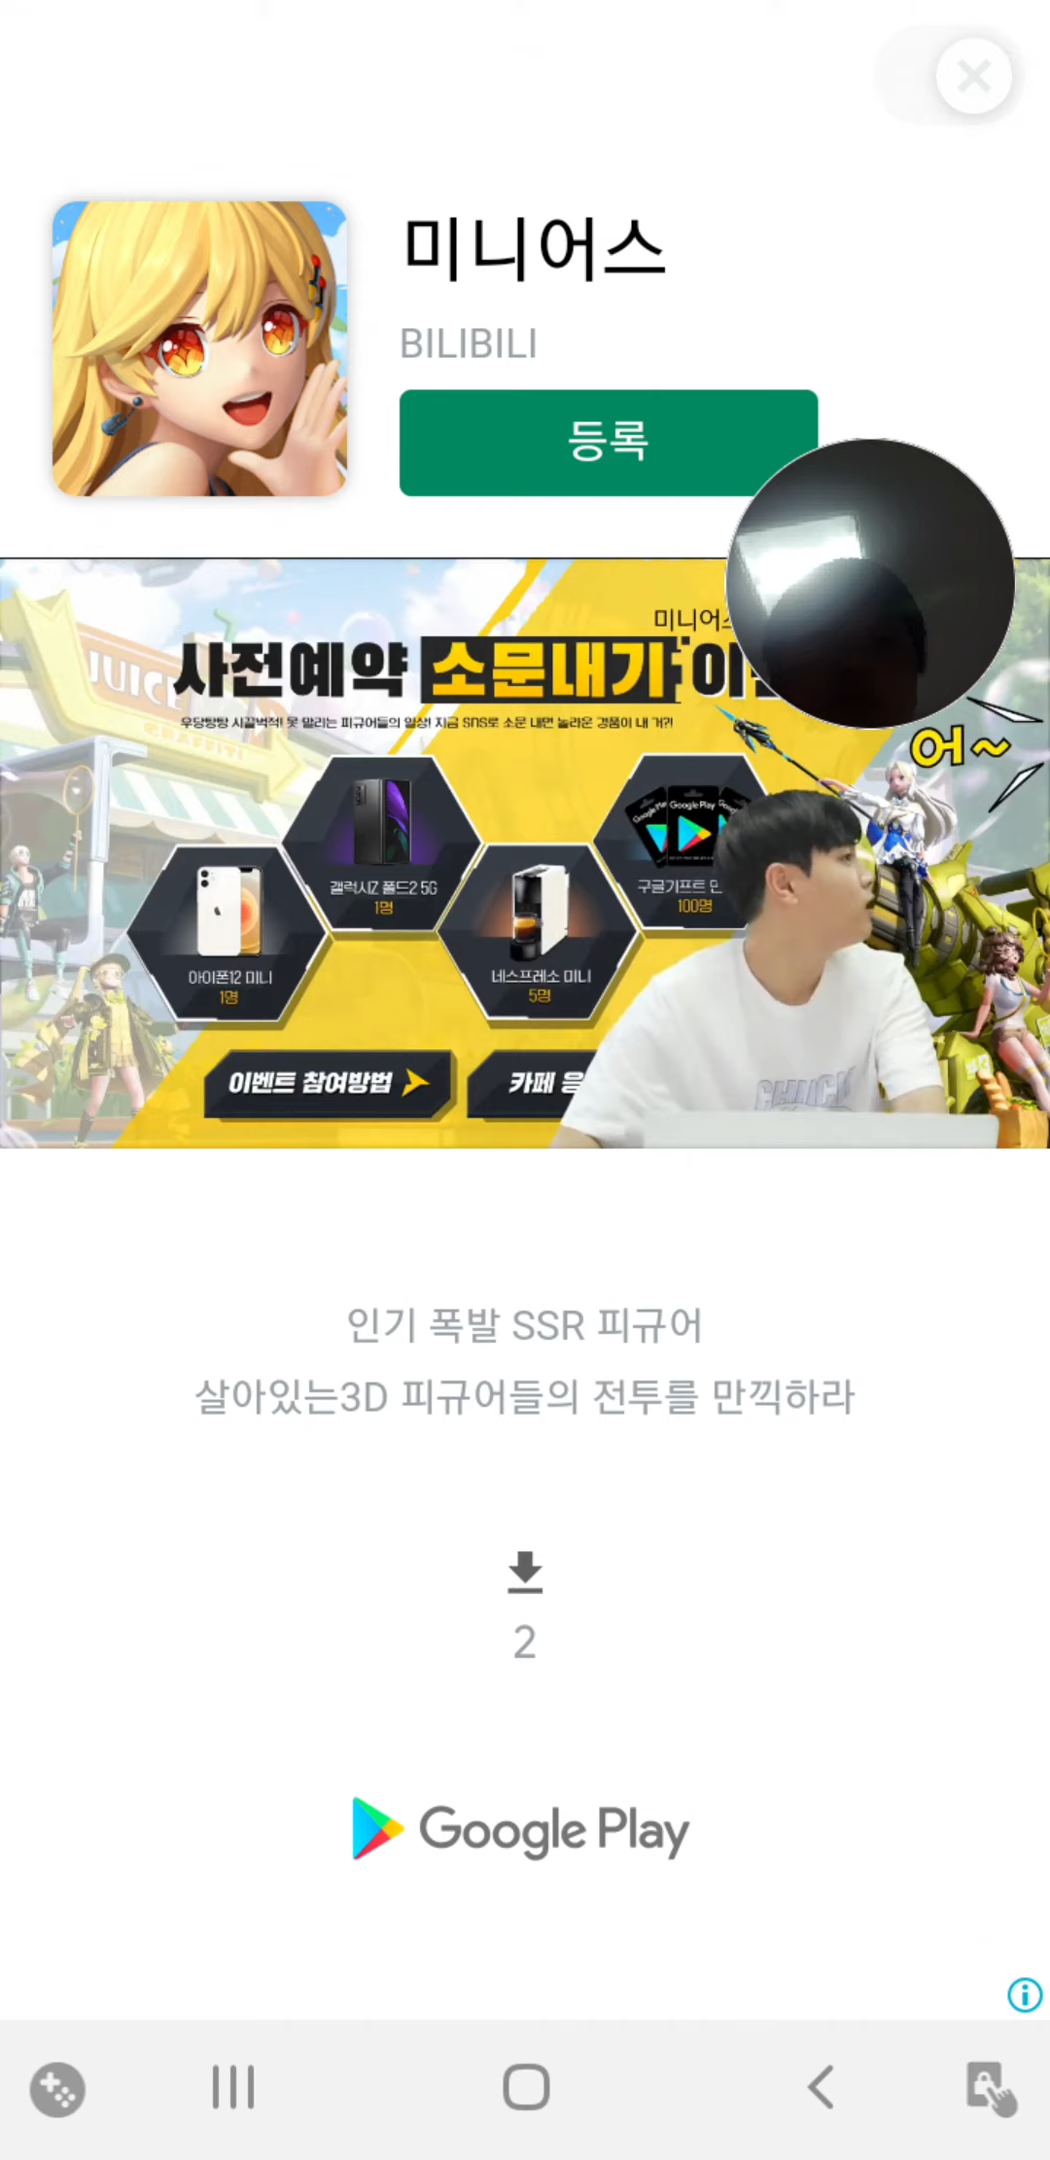 미니어스
BILIBILI
등록
미니어스
사전예약 소문내기
우당탕탕 시끌벅적! 못 말리는 피규어들의 일상! 지금 SNS로 소문 내면 놀라운 경품이 내 거?!
어~
갤럭시Z 폴드2 5G
1명
구글기프트
100명
아이폰12 미니
1명
네스프레소 미니
5명
이벤트 참여방법
카페
인기 폭발 SSR 피규어
살아있는3D 피규어들의 전투를 만끽하라
2
Google Play